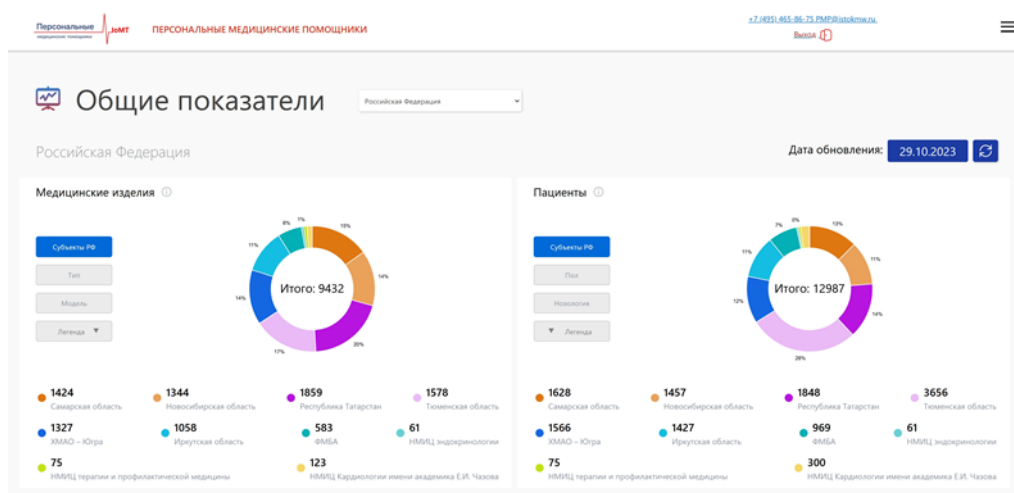 Персональные
медицинские помощники
IoMT
ПЕРСОНАЛЬНЫЕ МЕДИЦИНСКИЕ ПОМОЩНИКИ
+7 (495) 465-86-75 PMP@istokmw.ru
Выход
Общие показатели
Российская Федерация
Российская Федерация
Дата обновления: 29.10.2023
Медицинские изделия
Субъекты РФ
Тип
Модель
Легенда
Итого: 9432
15%
14%
20%
17%
14%
11%
6%
1%
1424
Самарская область
1344
Новосибирская область
1859
Республика Татарстан
1578
Тюменская область
1327
ХМАО – Югра
1058
Иркутская область
583
ФМБА
61
НМИЦ эндокринологии
75
НМИЦ терапии и профилактической медицины
123
НМИЦ Кардиологии имени академика Е.И. Чазова
Пациенты
Субъекты РФ
Пол
Нозология
Легенда
Итого: 12987
13%
11%
14%
28%
12%
11%
7%
0%
1628
Самарская область
1457
Новосибирская область
1848
Республика Татарстан
3656
Тюменская область
1566
ХМАО – Югра
1427
Иркутская область
969
ФМБА
61
НМИЦ эндокринологии
75
НМИЦ терапии и профилактической медицины
300
НМИЦ Кардиологии имени академика Е.И. Чазова